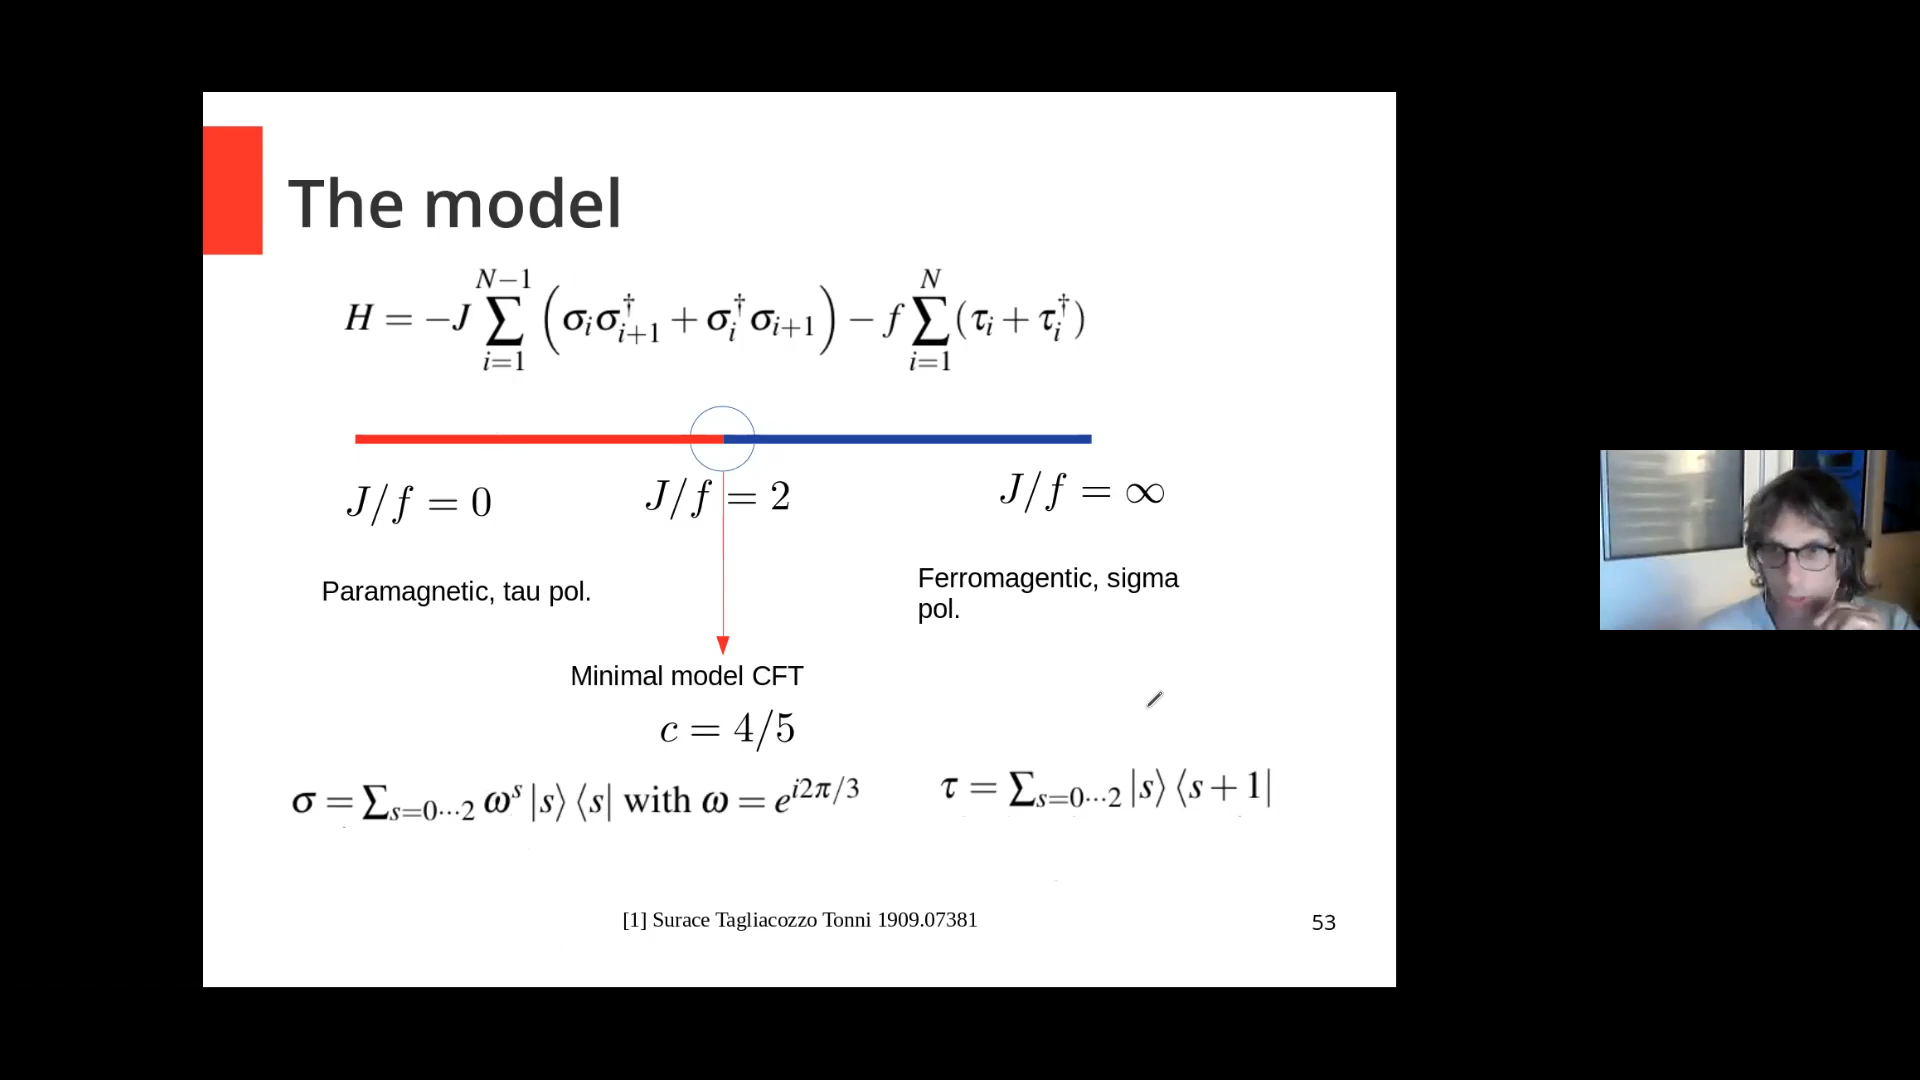 The model
H = −J ∑_{i=1}^{N−1} (σ_i σ_{i+1}^† + σ_i^† σ_{i+1}) − f ∑_{i=1}^{N} (τ_i + τ_i^†)
J/f = 0 J/f = 2 J/f = ∞
Paramagnetic, tau pol.
Ferromagentic, sigma
pol.
Minimal model CFT
c = 4/5
σ = ∑_{s=0⋯2} ω^s |s⟩ ⟨s| with ω = e^{i2π/3}
τ = ∑_{s=0⋯2} |s⟩ ⟨s+1|
[1] Surace Tagliacozzo Tonni 1909.07381
53